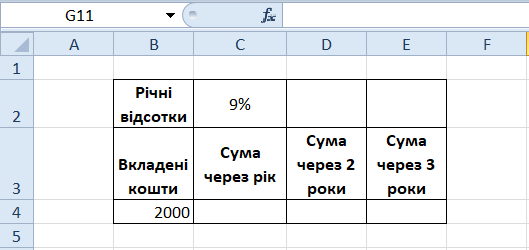 G11 fx
A B C D E F
1
2 Річні відсотки 9%
3 Вкладені кошти Сума через рік Сума через 2 роки Сума через 3 роки
4 2000
5